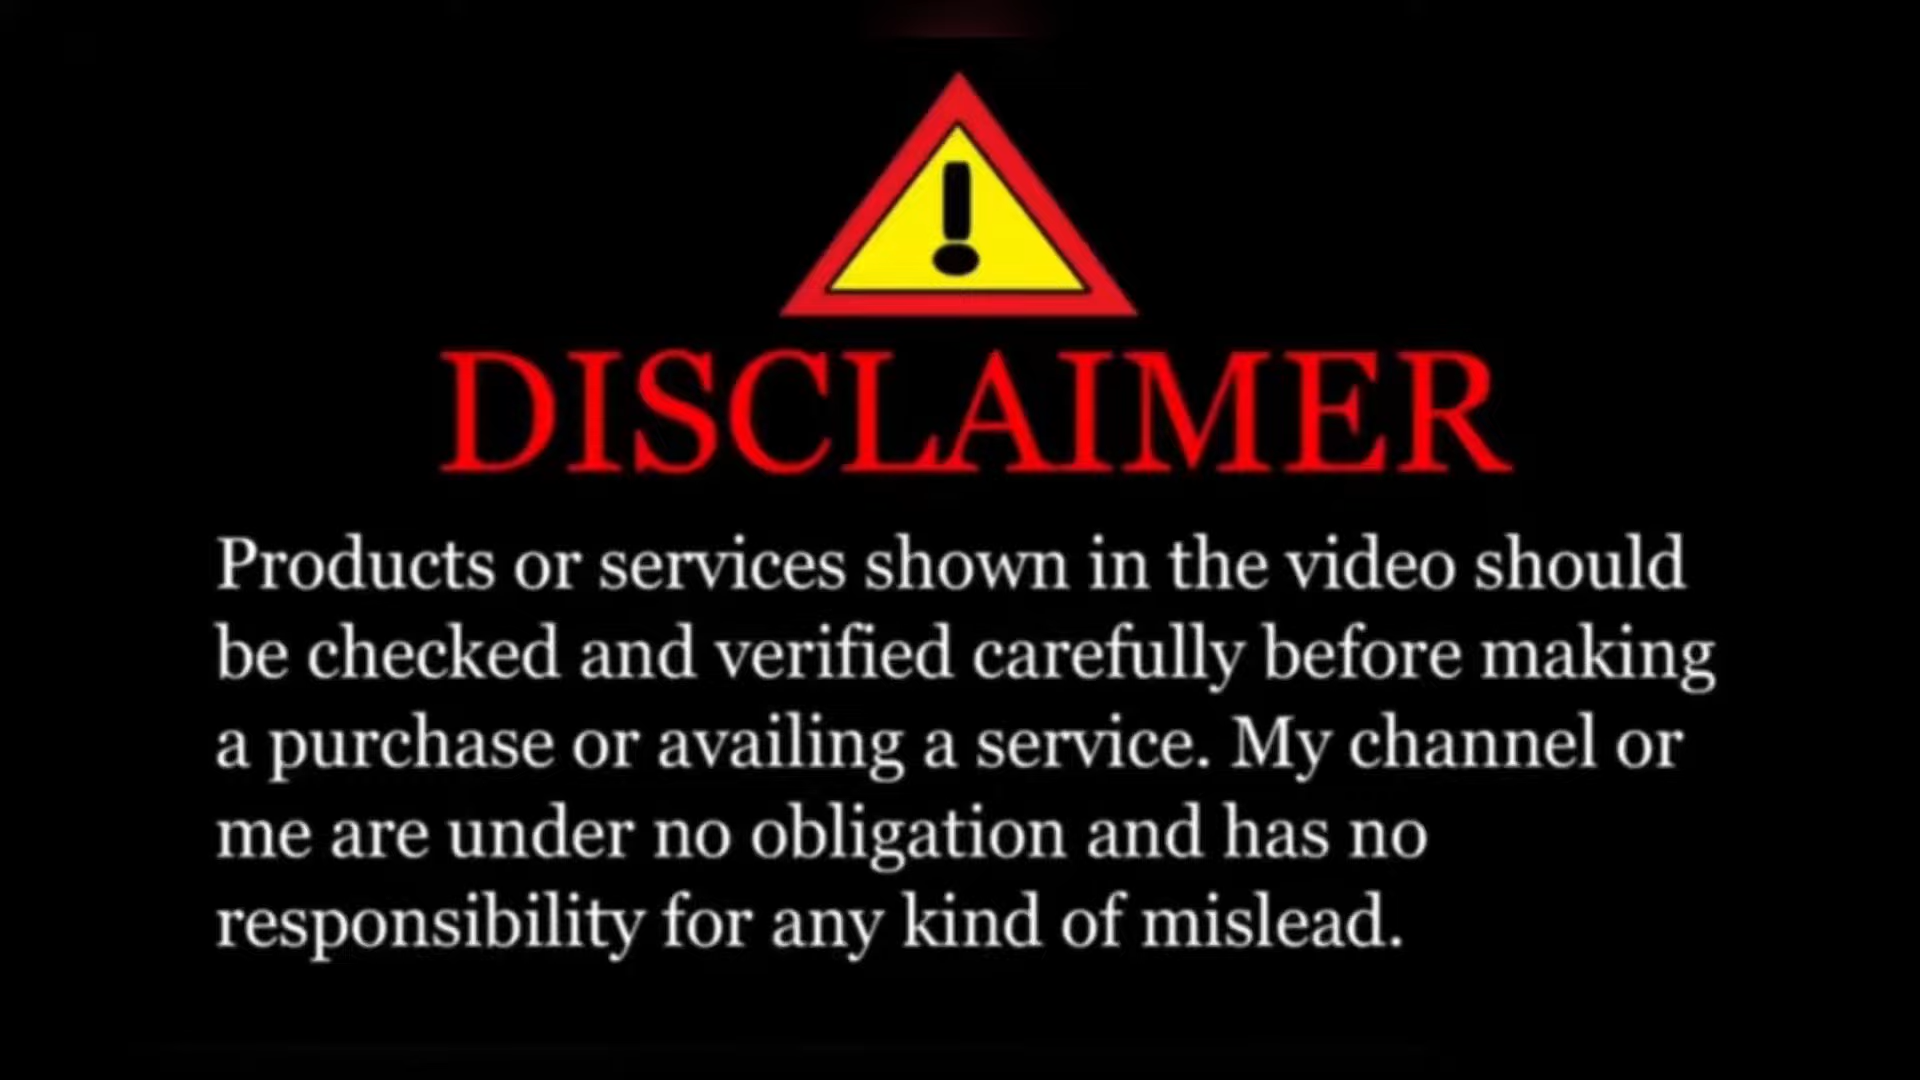 DISCLAIMER
Products or services shown in the video should
be checked and verified carefully before making
a purchase or availing a service. My channel or
me are under no obligation and has no
responsibility for any kind of mislead.